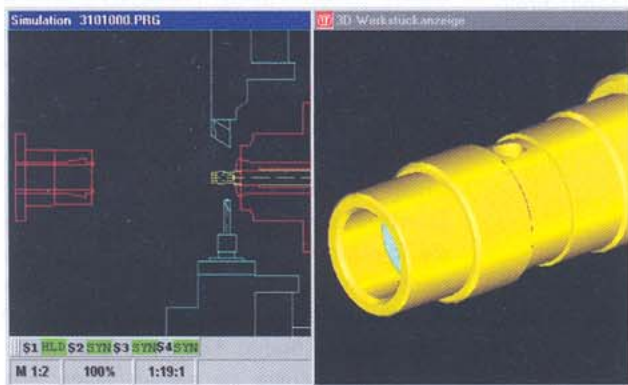 Simulation 3101000.PRG
3D-Werkstückanzeige
$1 HLD $2 SYN $3 SYN $4 SYN
M 1:2 100% 1:19:1